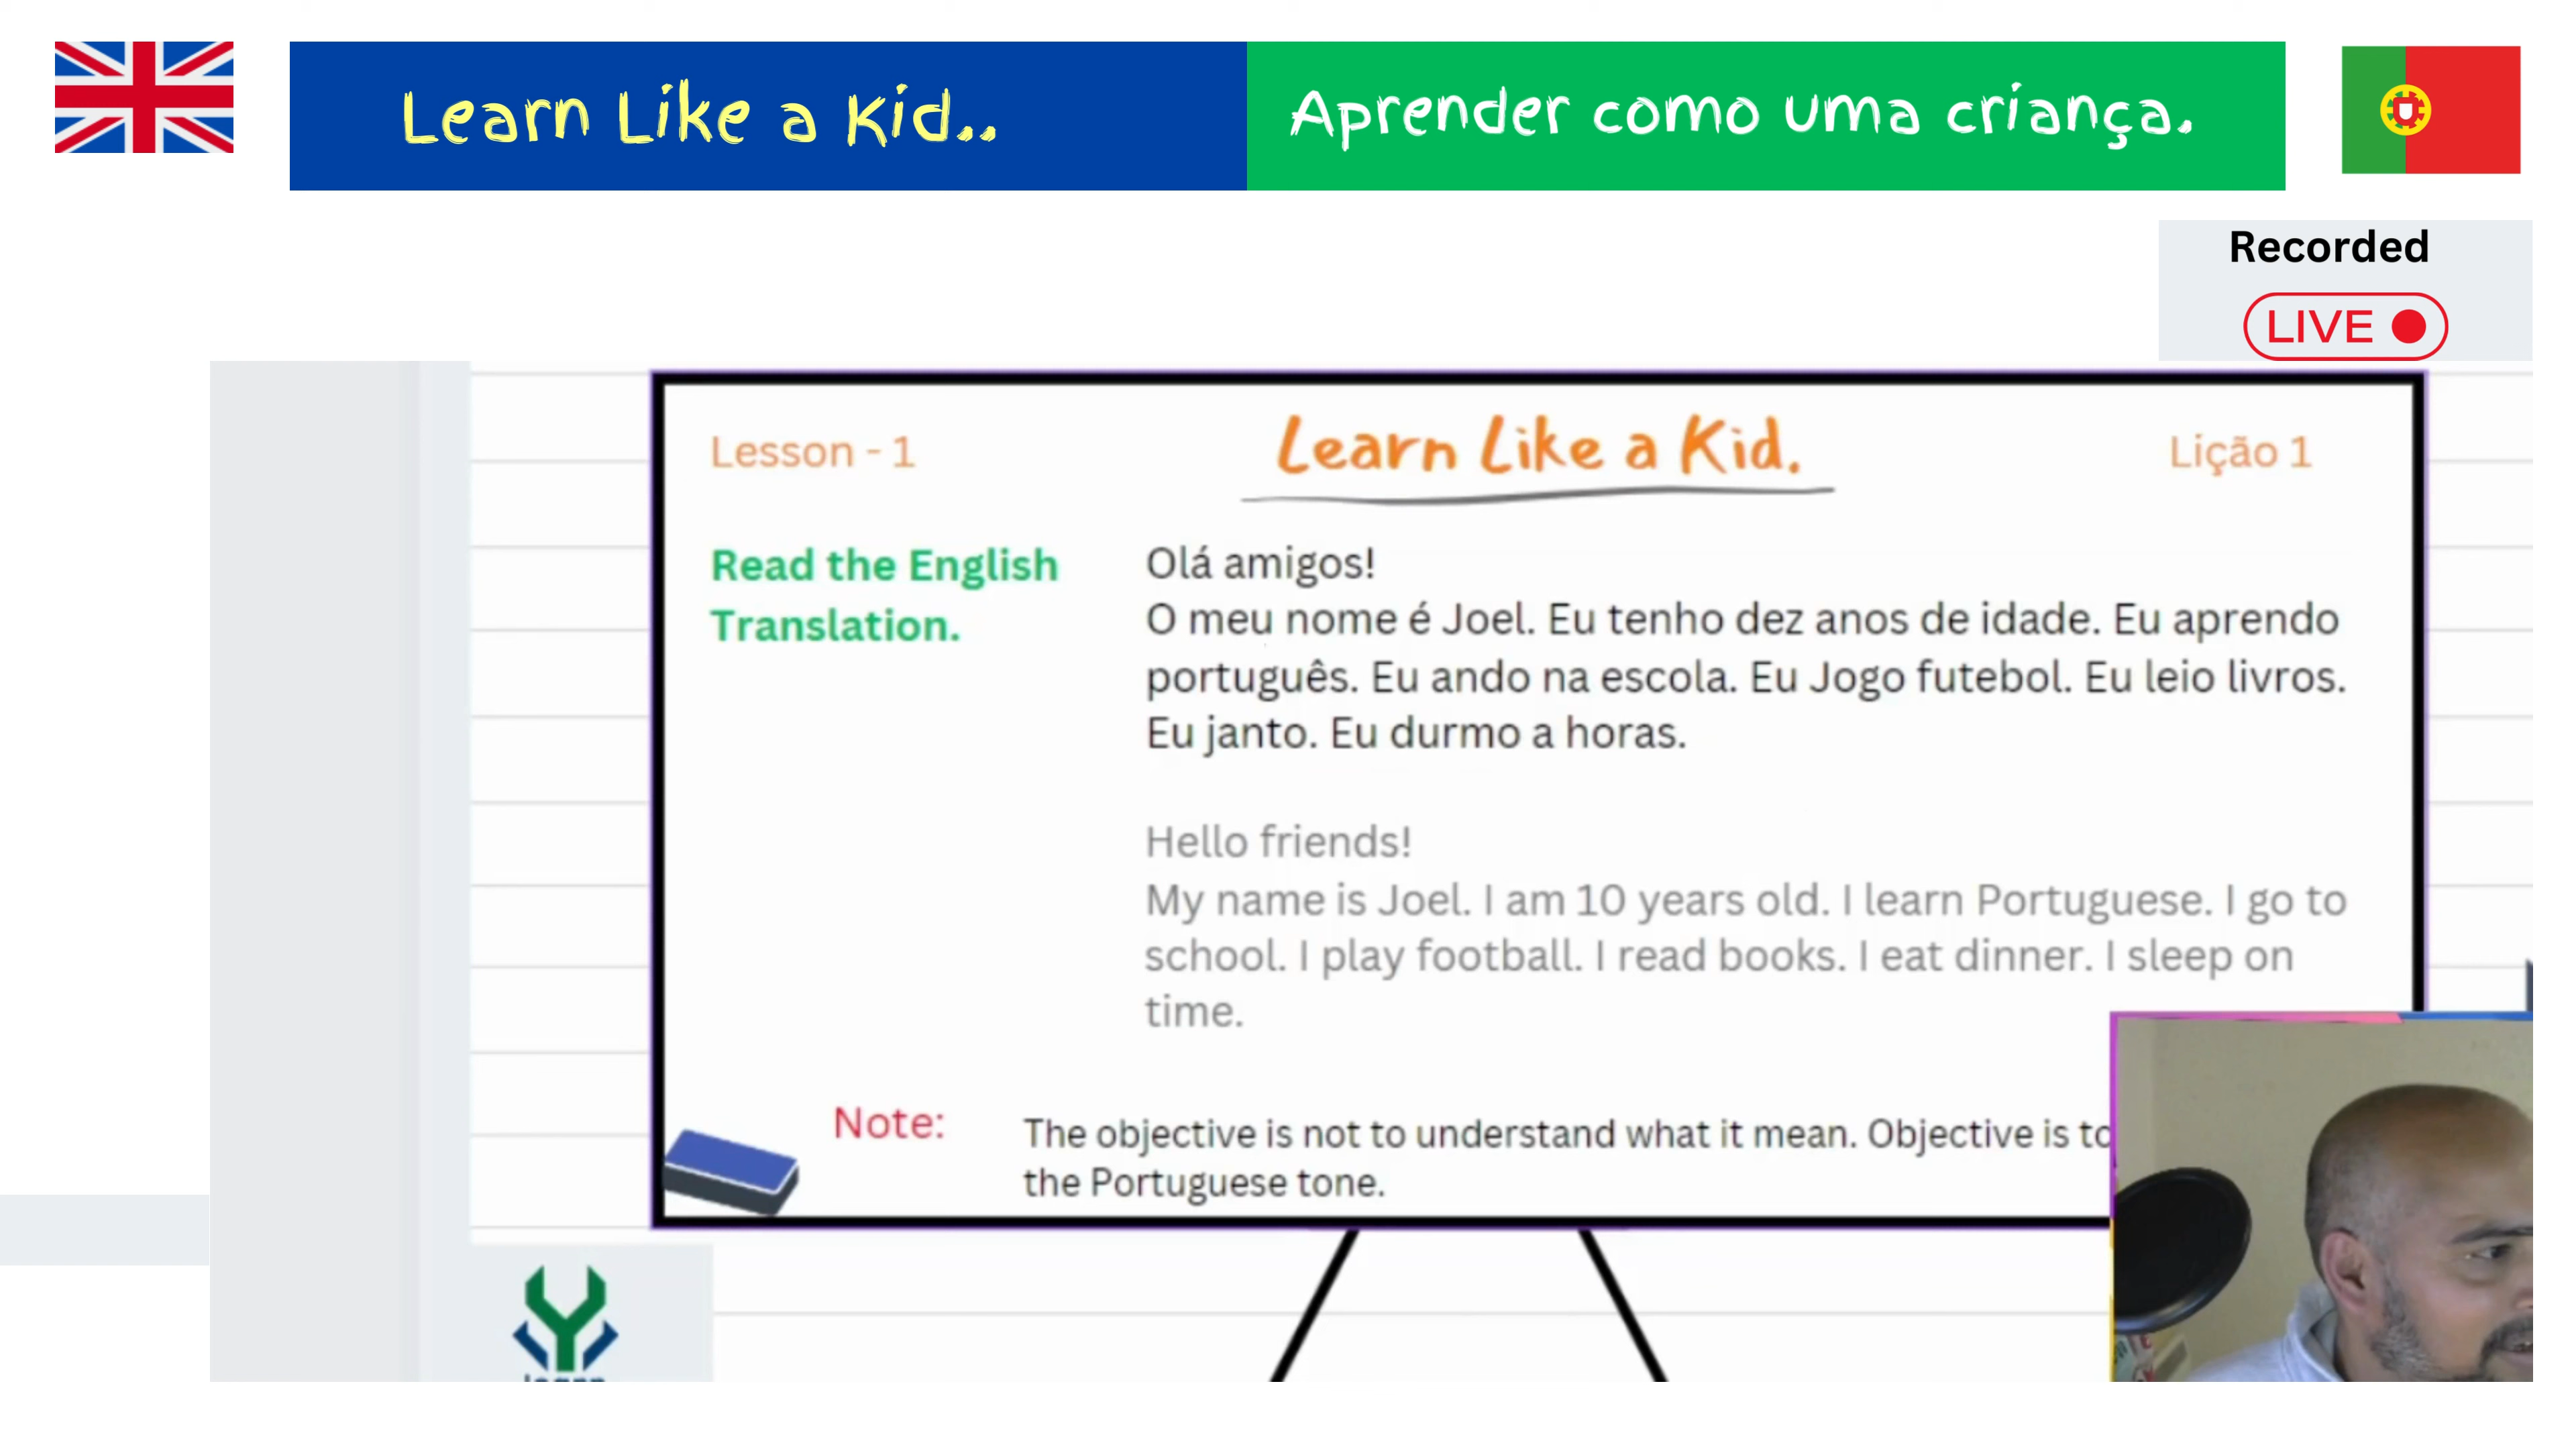 Learn Like a Kid..
Aprender como uma criança.
Recorded
LIVE
Lesson - 1
Learn Like a Kid.
Lição 1
Read the English
Translation.
Olá amigos!
O meu nome é Joel. Eu tenho dez anos de idade. Eu aprendo
português. Eu ando na escola. Eu Jogo futebol. Eu leio livros.
Eu janto. Eu durmo a horas.
Hello friends!
My name is Joel. I am 10 years old. I learn Portuguese. I go to
school. I play football. I read books. I eat dinner. I sleep on
time.
Note:
The objective is not to understand what it mean. Objective is to
the Portuguese tone.